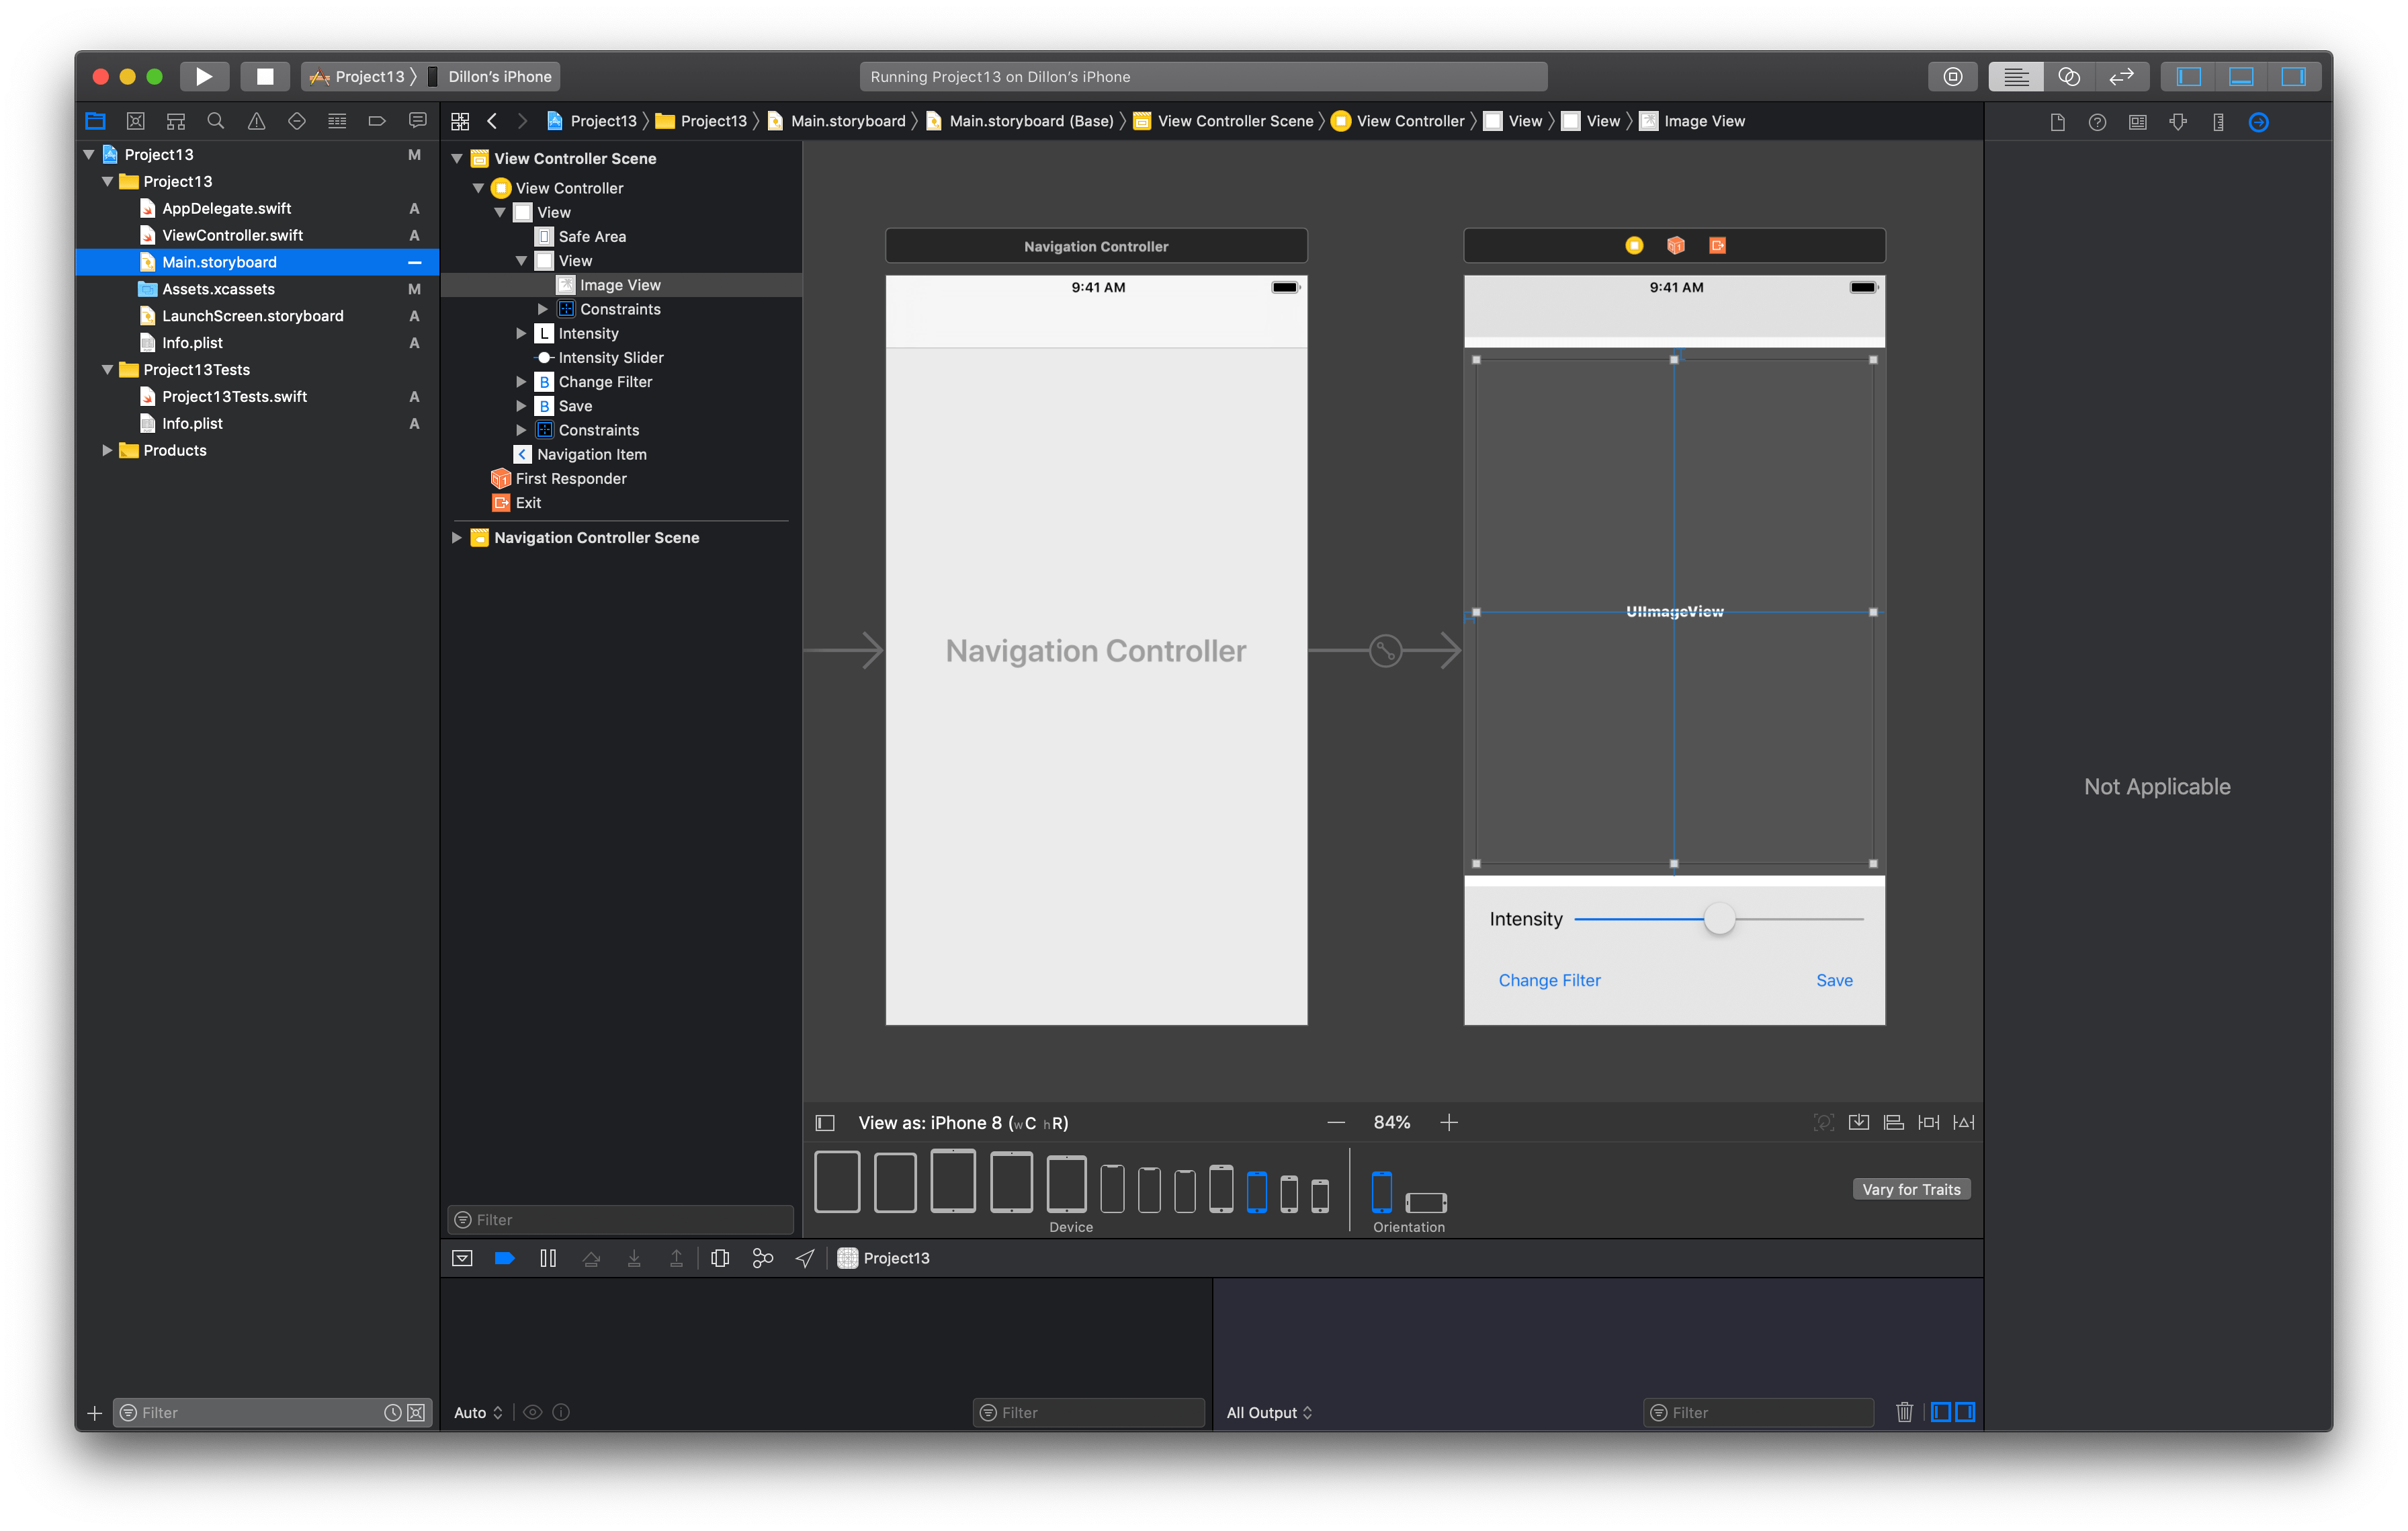 Project13 Dillon's iPhone
Running Project13 on Dillon's iPhone
Project13 Project13 Main.storyboard Main.storyboard (Base) View Controller Scene View Controller View View Image View
Project13 M
Project13
AppDelegate.swift A
ViewController.swift A
Main.storyboard
Assets.xcassets M
LaunchScreen.storyboard A
Info.plist A
Project13Tests
Project13Tests.swift A
Info.plist A
Products
Filter
View Controller Scene
View Controller
View
Safe Area
View
Image View
Constraints
L Intensity
Intensity Slider
B Change Filter
B Save
Constraints
Navigation Item
First Responder
Exit
Navigation Controller Scene
Filter
Navigation Controller
9:41 AM
Navigation Controller
9:41 AM
UIImageView
Intensity
Change Filter Save
View as: iPhone 8 (wC hR)
84%
Device
Orientation
Vary for Traits
Project13
Auto
Filter
All Output
Filter
Not Applicable